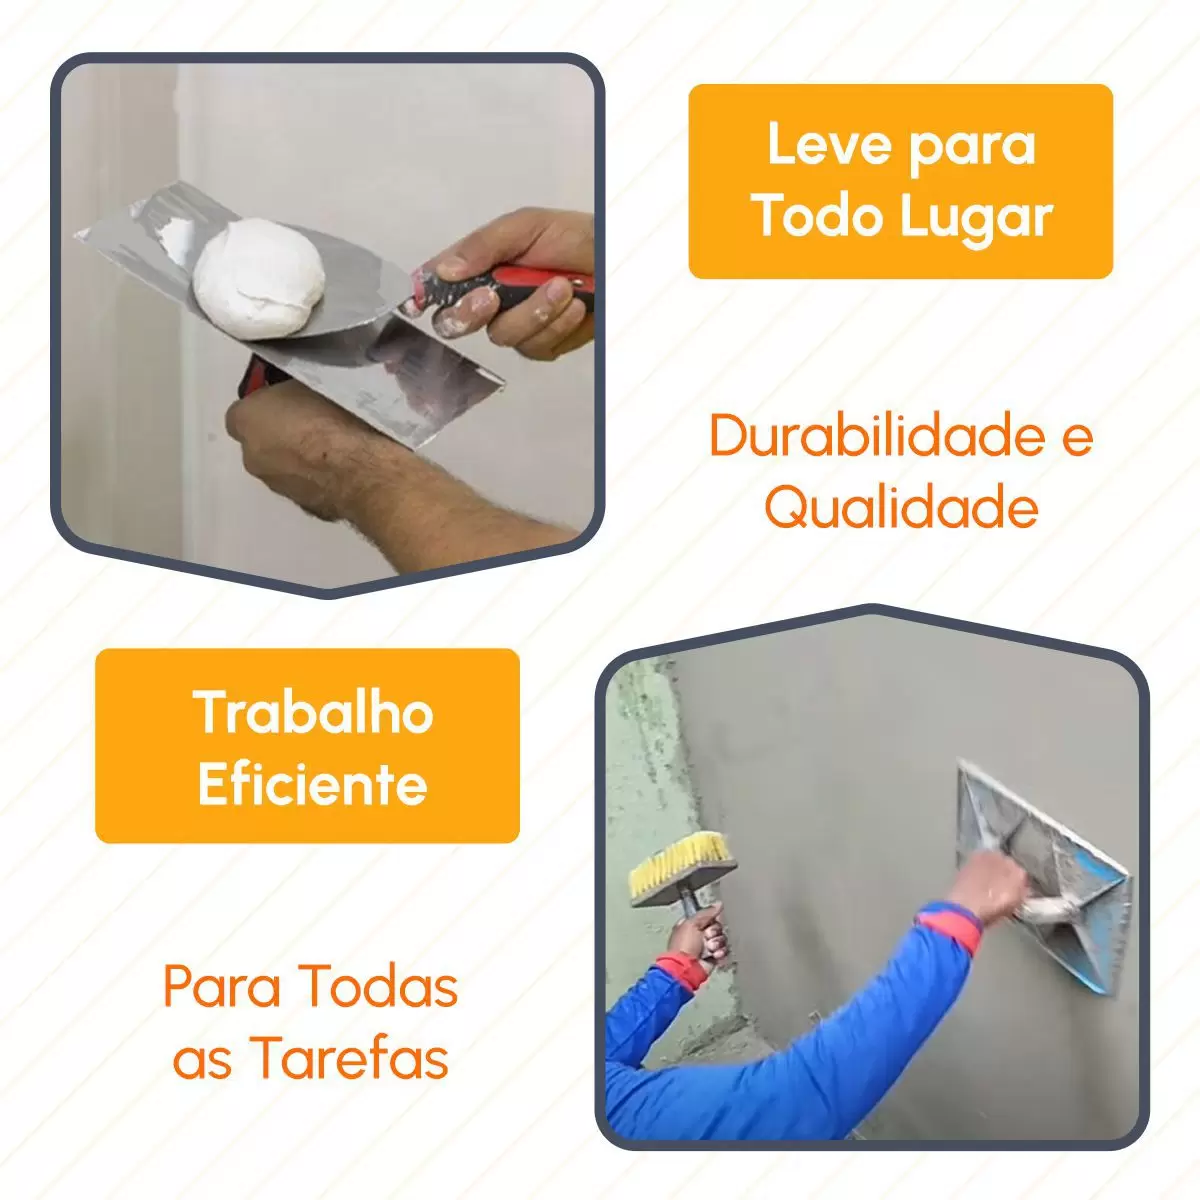 Leve para
Todo Lugar
Durabilidade e
Qualidade
Trabalho
Eficiente
Para Todas
as Tarefas